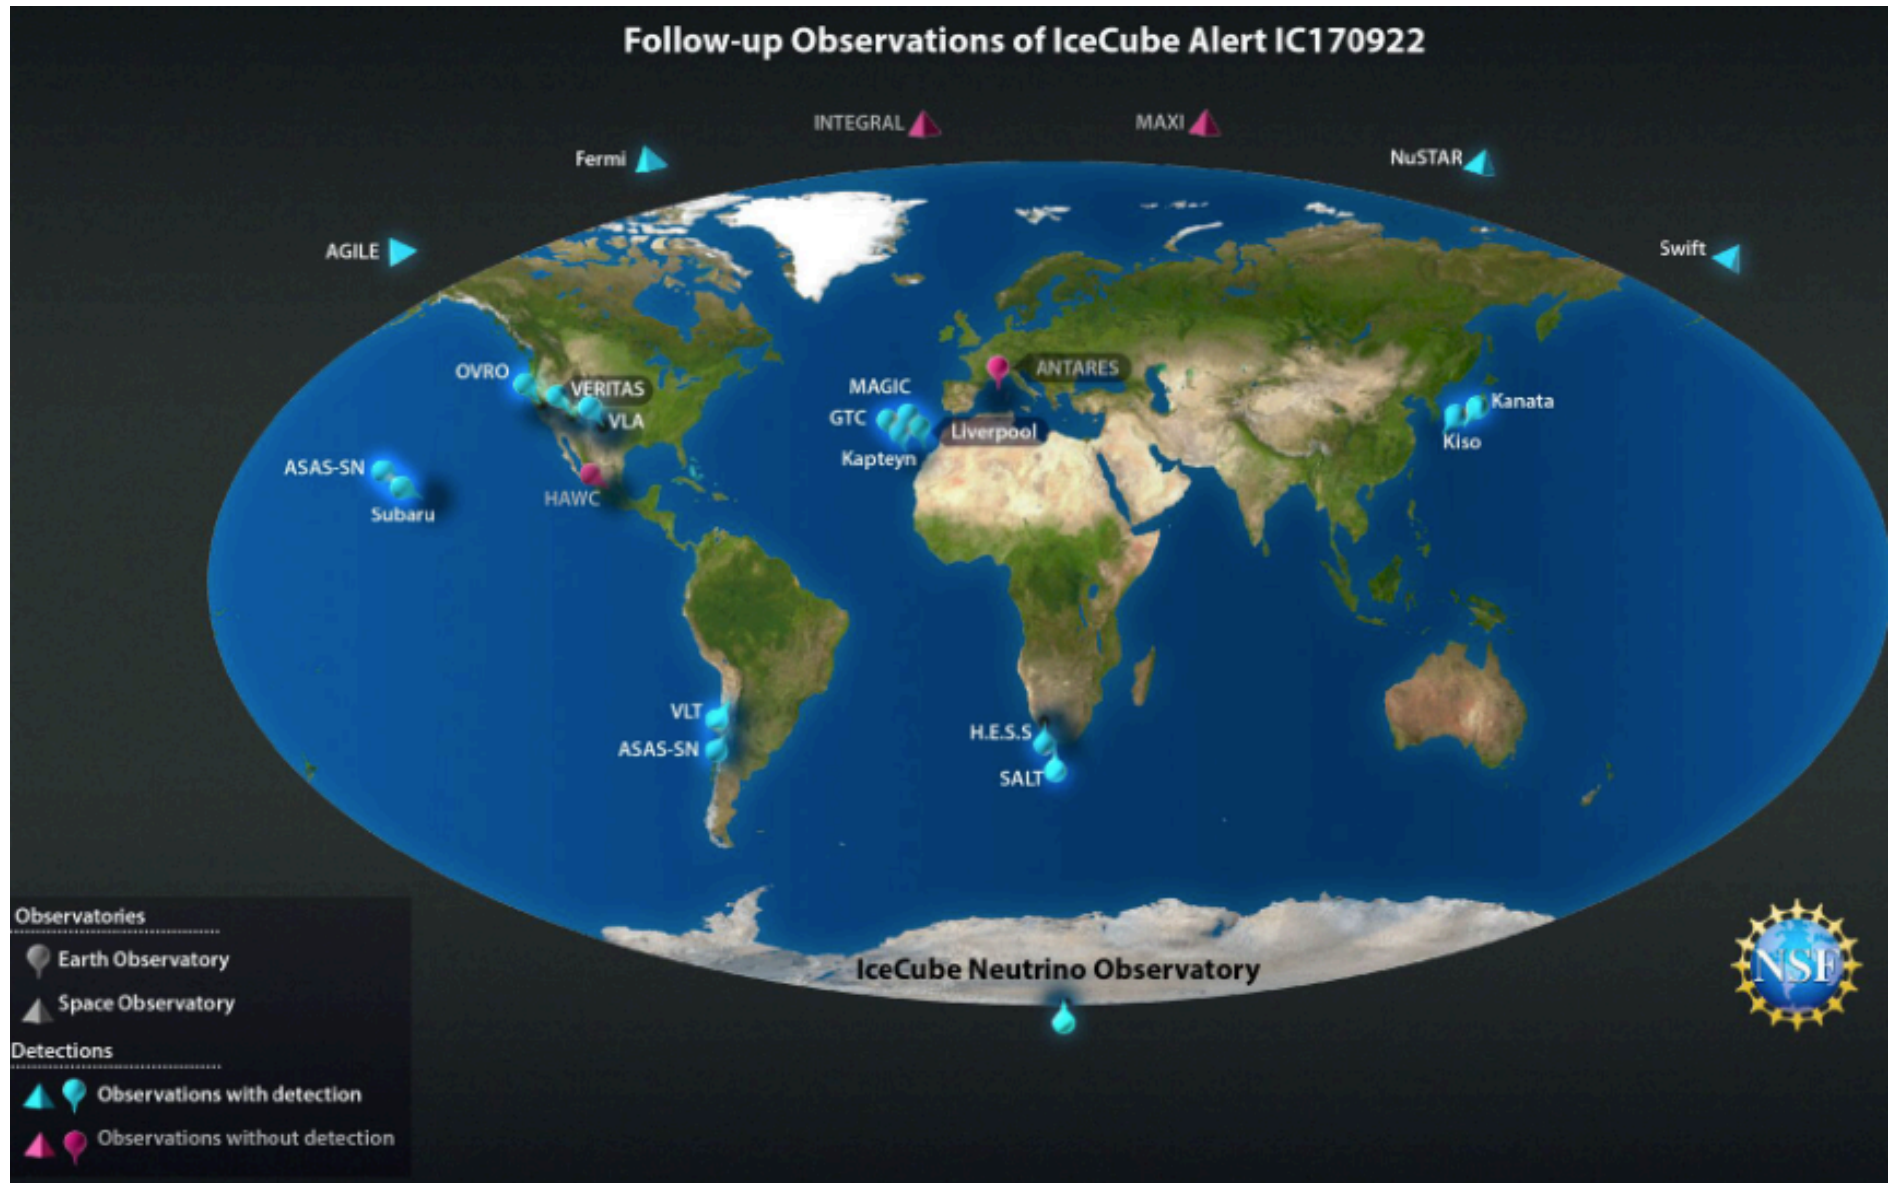 Follow-up Observations of IceCube Alert IC170922
INTEGRAL
MAXI
Fermi
NuSTAR
AGILE
Swift
OVRO
VERITAS
VLA
ANTARES
MAGIC
GTC
Liverpool
Kapteyn
Kanata
Kiso
ASAS-SN
Subaru
HAWC
VLT
ASAS-SN
H.E.S.S
SALT
IceCube Neutrino Observatory
NSF
Observatories
Earth Observatory
Space Observatory
Detections
Observations with detection
Observations without detection